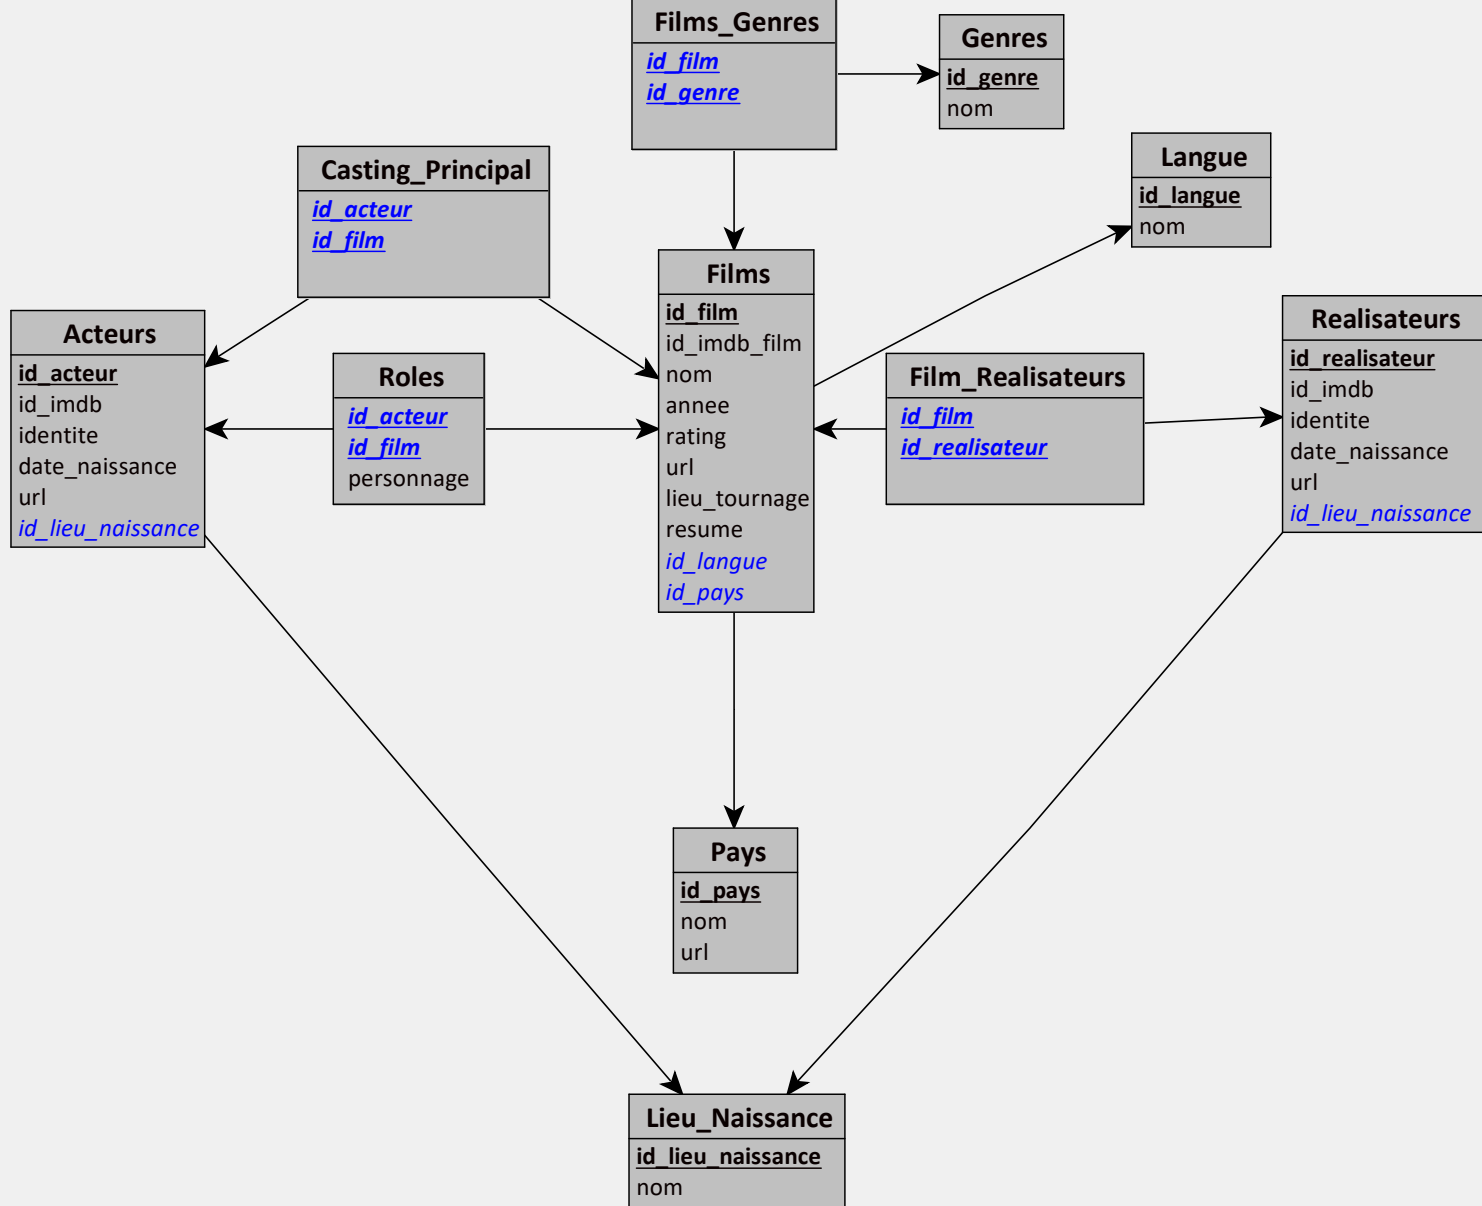 Films_Genres
id_film
id_genre
Genres
id_genre
nom
Langue
id_langue
nom
Casting_Principal
id_acteur
id_film
Films
id_film
id_imdb_film
nom
annee
rating
url
lieu_tournage
resume
id_langue
id_pays
Acteurs
id_acteur
id_imdb
identite
date_naissance
url
id_lieu_naissance
Roles
id_acteur
id_film
personnage
Film_Realisateurs
id_film
id_realisateur
Realisateurs
id_realisateur
id_imdb
identite
date_naissance
url
id_lieu_naissance
Pays
id_pays
nom
url
Lieu_Naissance
id_lieu_naissance
nom